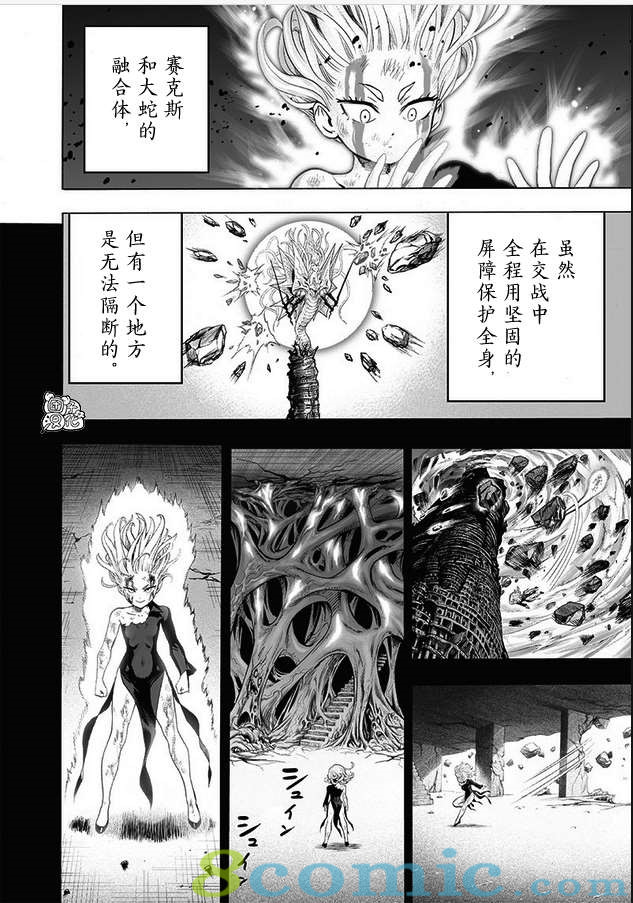 赛克斯
和大蛇的
融合体，
虽然
在交战中
全程用坚固的
屏障保护全身，
但有一个地方
是无法隔断的。
シュイン
シュイン
8comic.com